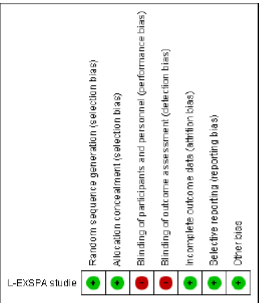 Random sequence generation (selection bias)
Allocation concealment (selection bias)
Blinding of participants and personnel (performance bias)
Blinding of outcome assessment (detection bias)
Incomplete outcome data (attrition bias)
Selective reporting (reporting bias)
Other bias
L-EXSPA studie + + - - + + +